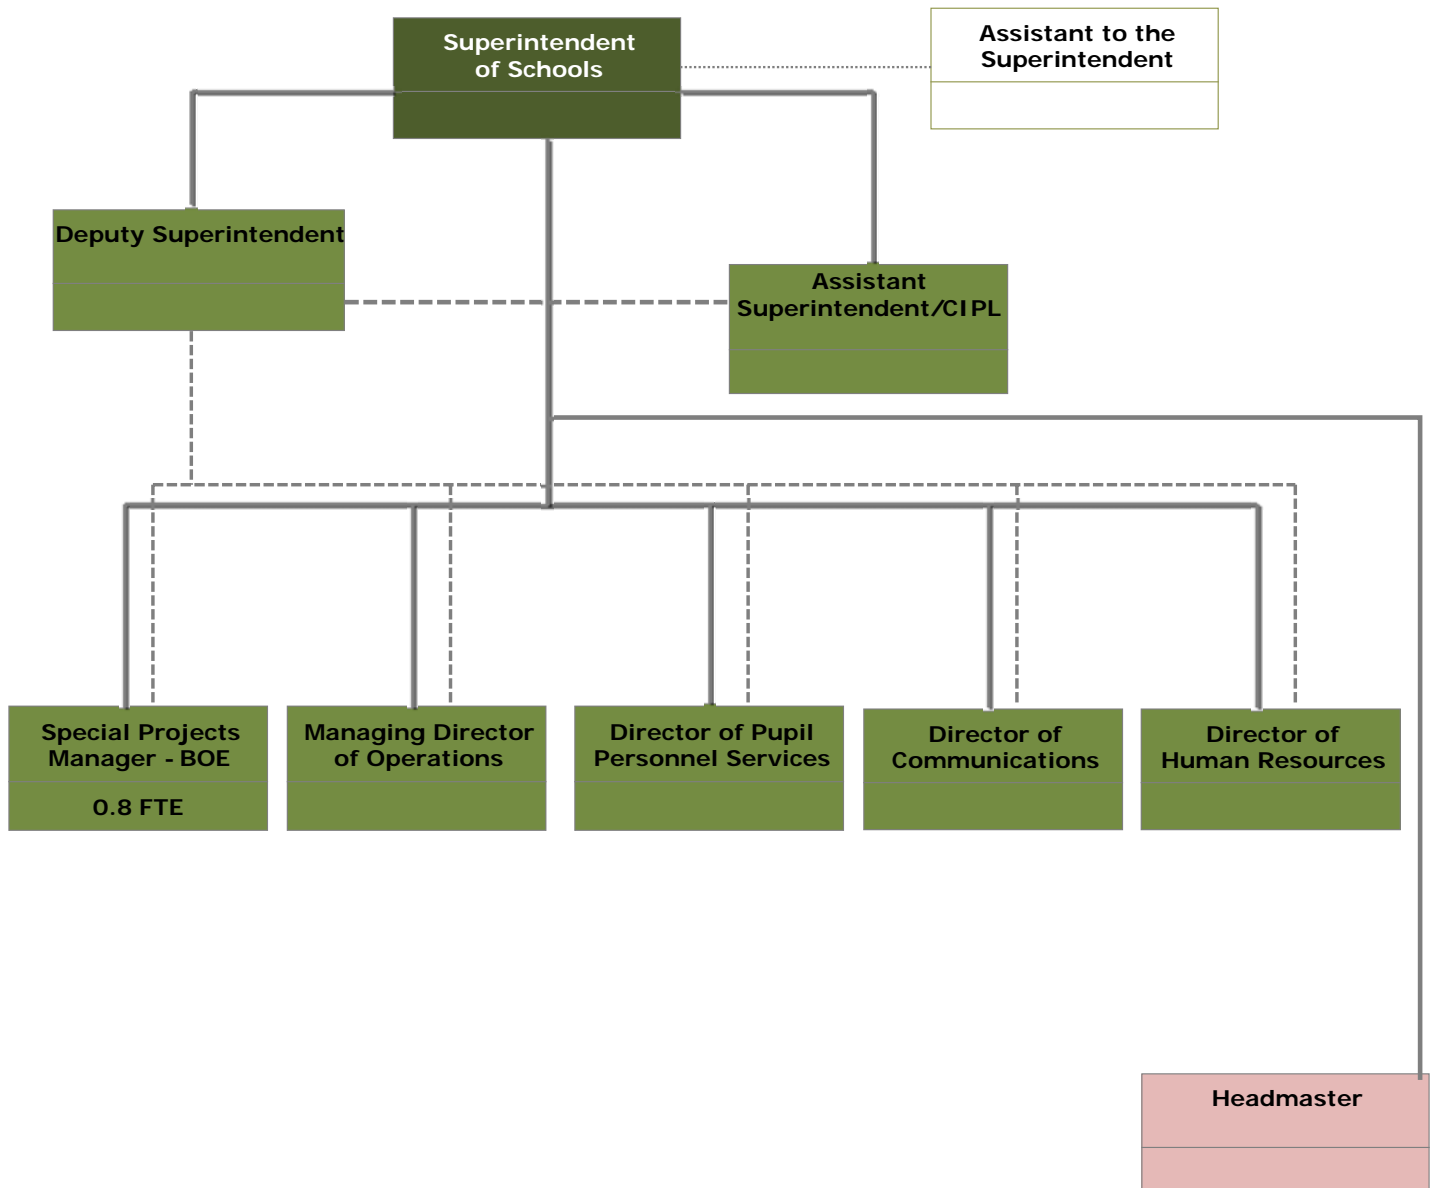 Superintendent
of Schools
Assistant to the
Superintendent
Deputy Superintendent
Assistant
Superintendent/CIPL
Special Projects
Manager - BOE
0.8 FTE
Managing Director
of Operations
Director of Pupil
Personnel Services
Director of
Communications
Director of
Human Resources
Headmaster